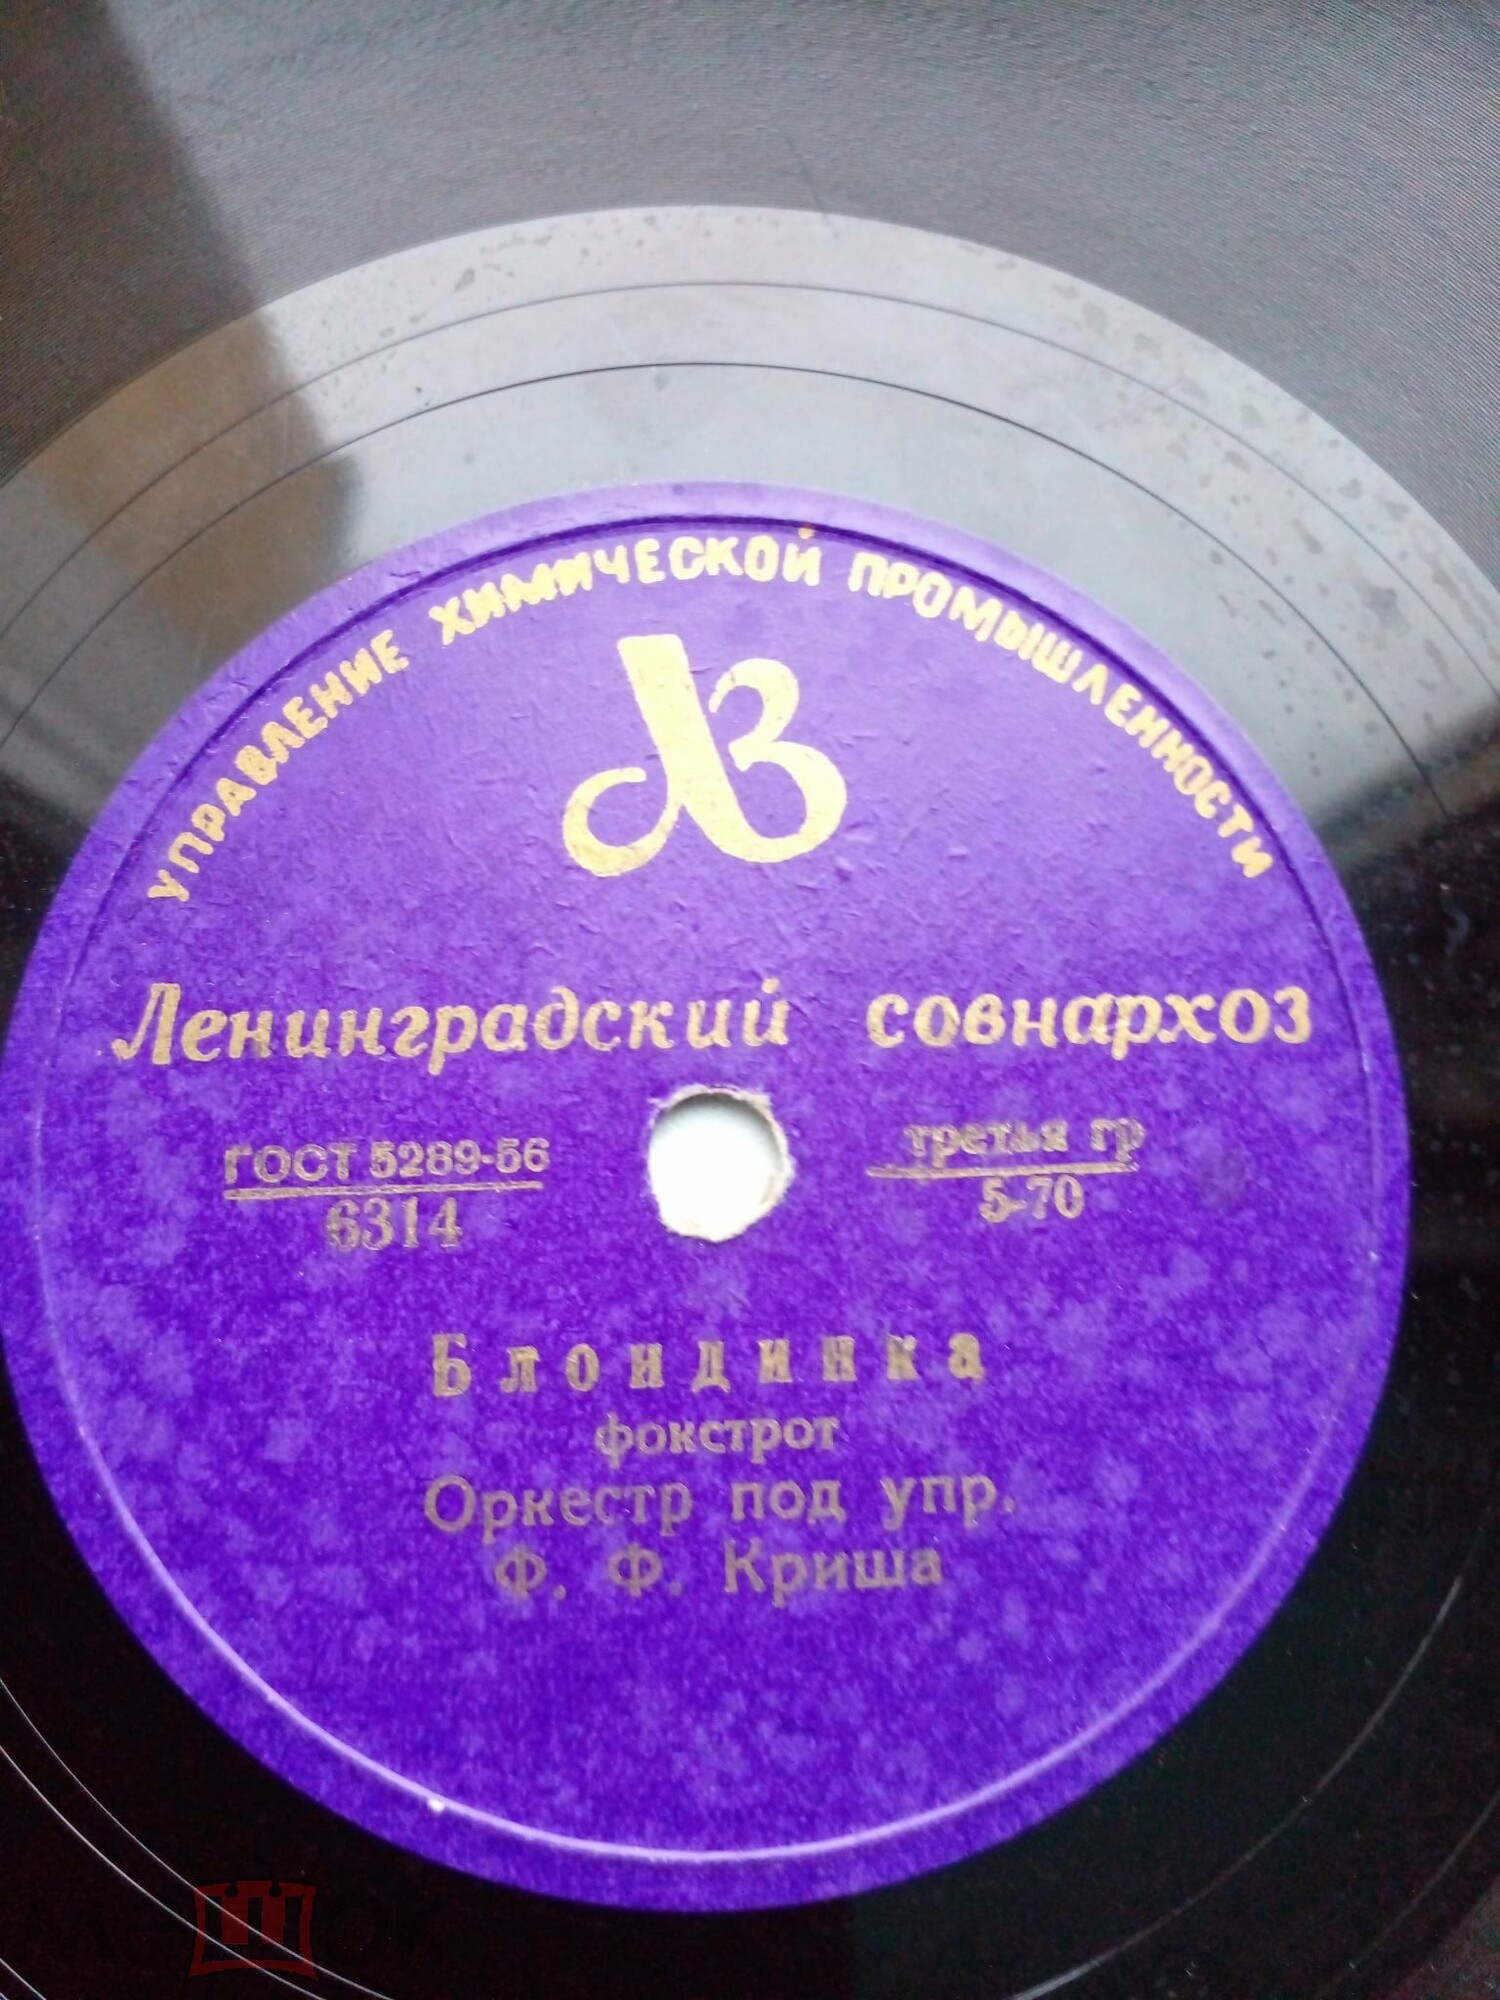 УПРАВЛЕНИЕ ХИМИЧЕСКОЙ ПРОМЫШЛЕННОСТИ
ЛЗ
Ленинградский совнархоз
ГОСТ 5289-56
6314
третья гр
5-70
Блондинка
фокстрот
Оркестр под упр.
Ф. Ф. Криша